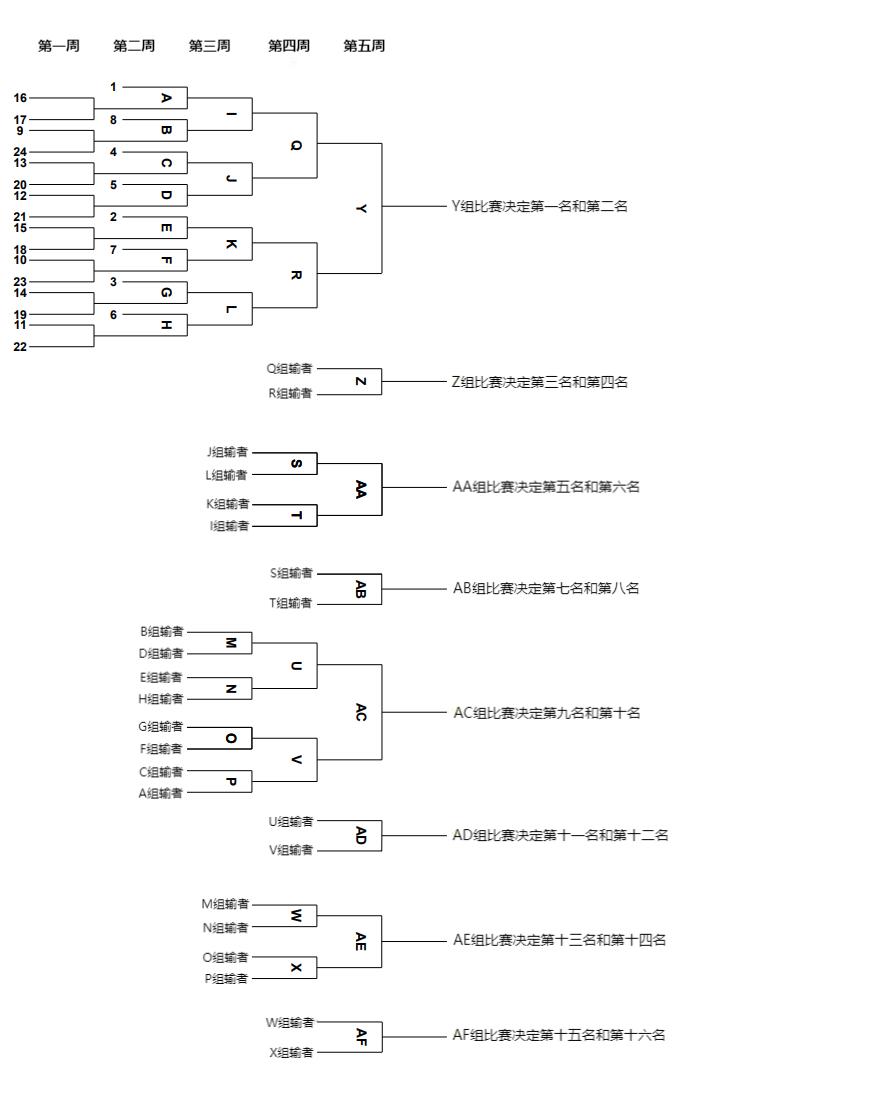 第一周 第二周 第三周 第四周 第五周
1
16 A
17 I
8
9 B
24 Q
4
13 C
20 J
5
12 D
21 Y Y组比赛决定第一名和第二名
2
15 E
18 K
7
10 F
23 R
3
14 G
19 L
6
11 H
22
Q组输者
Z Z组比赛决定第三名和第四名
R组输者
J组输者
S
L组输者
AA AA组比赛决定第五名和第六名
K组输者
T
I组输者
S组输者
AB AB组比赛决定第七名和第八名
T组输者
B组输者
M
D组输者
U
E组输者
N
H组输者
AC AC组比赛决定第九名和第十名
G组输者
O
F组输者
V
C组输者
P
A组输者
U组输者
AD AD组比赛决定第十一名和第十二名
V组输者
M组输者
W
N组输者
AE AE组比赛决定第十三名和第十四名
O组输者
X
P组输者
W组输者
AF AF组比赛决定第十五名和第十六名
X组输者